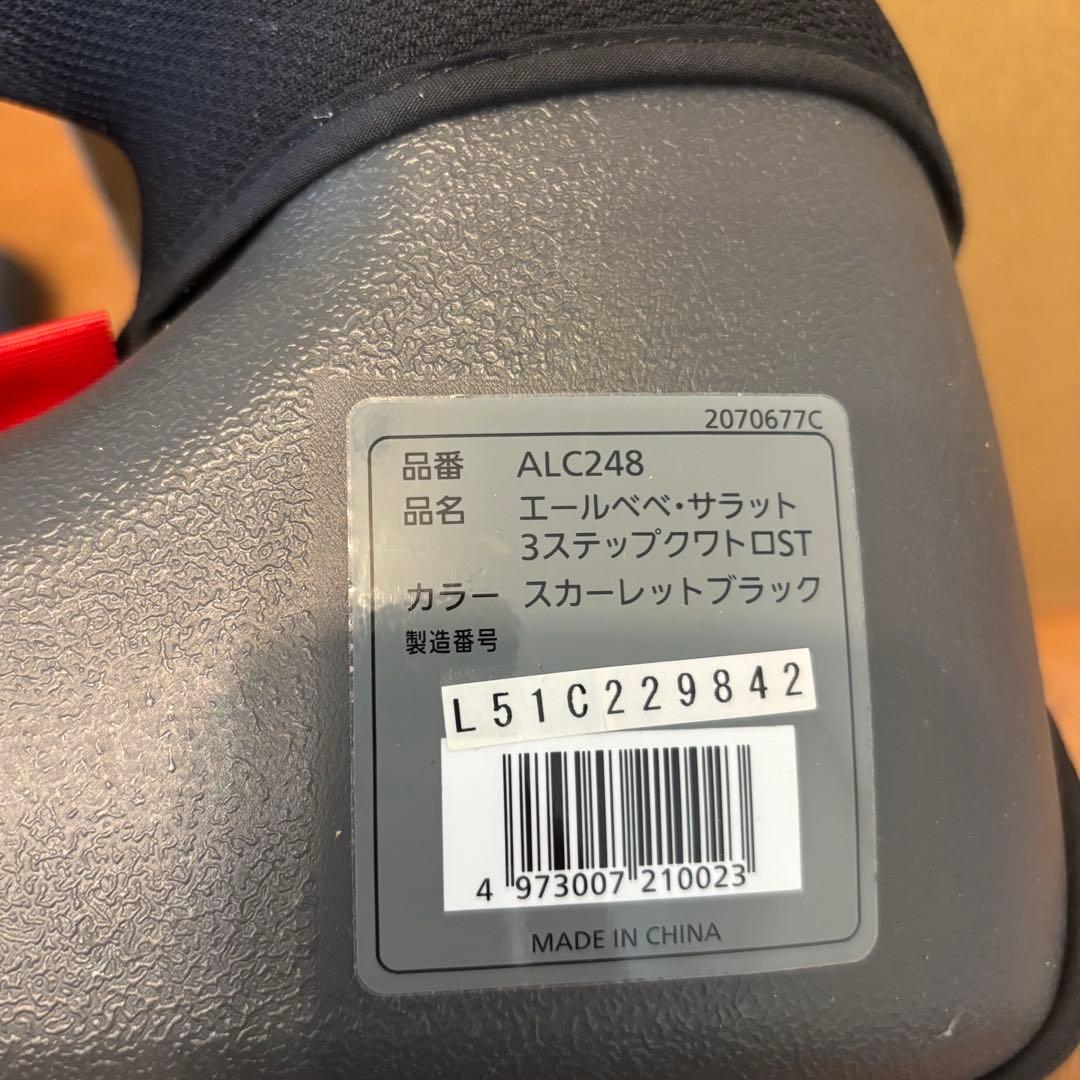 2070677C
品番 ALC248
品名 エールベベ・サラット
3ステップクワトロST
カラー スカーレットブラック
製造番号
L51C229842
4 973007 210023
MADE IN CHINA